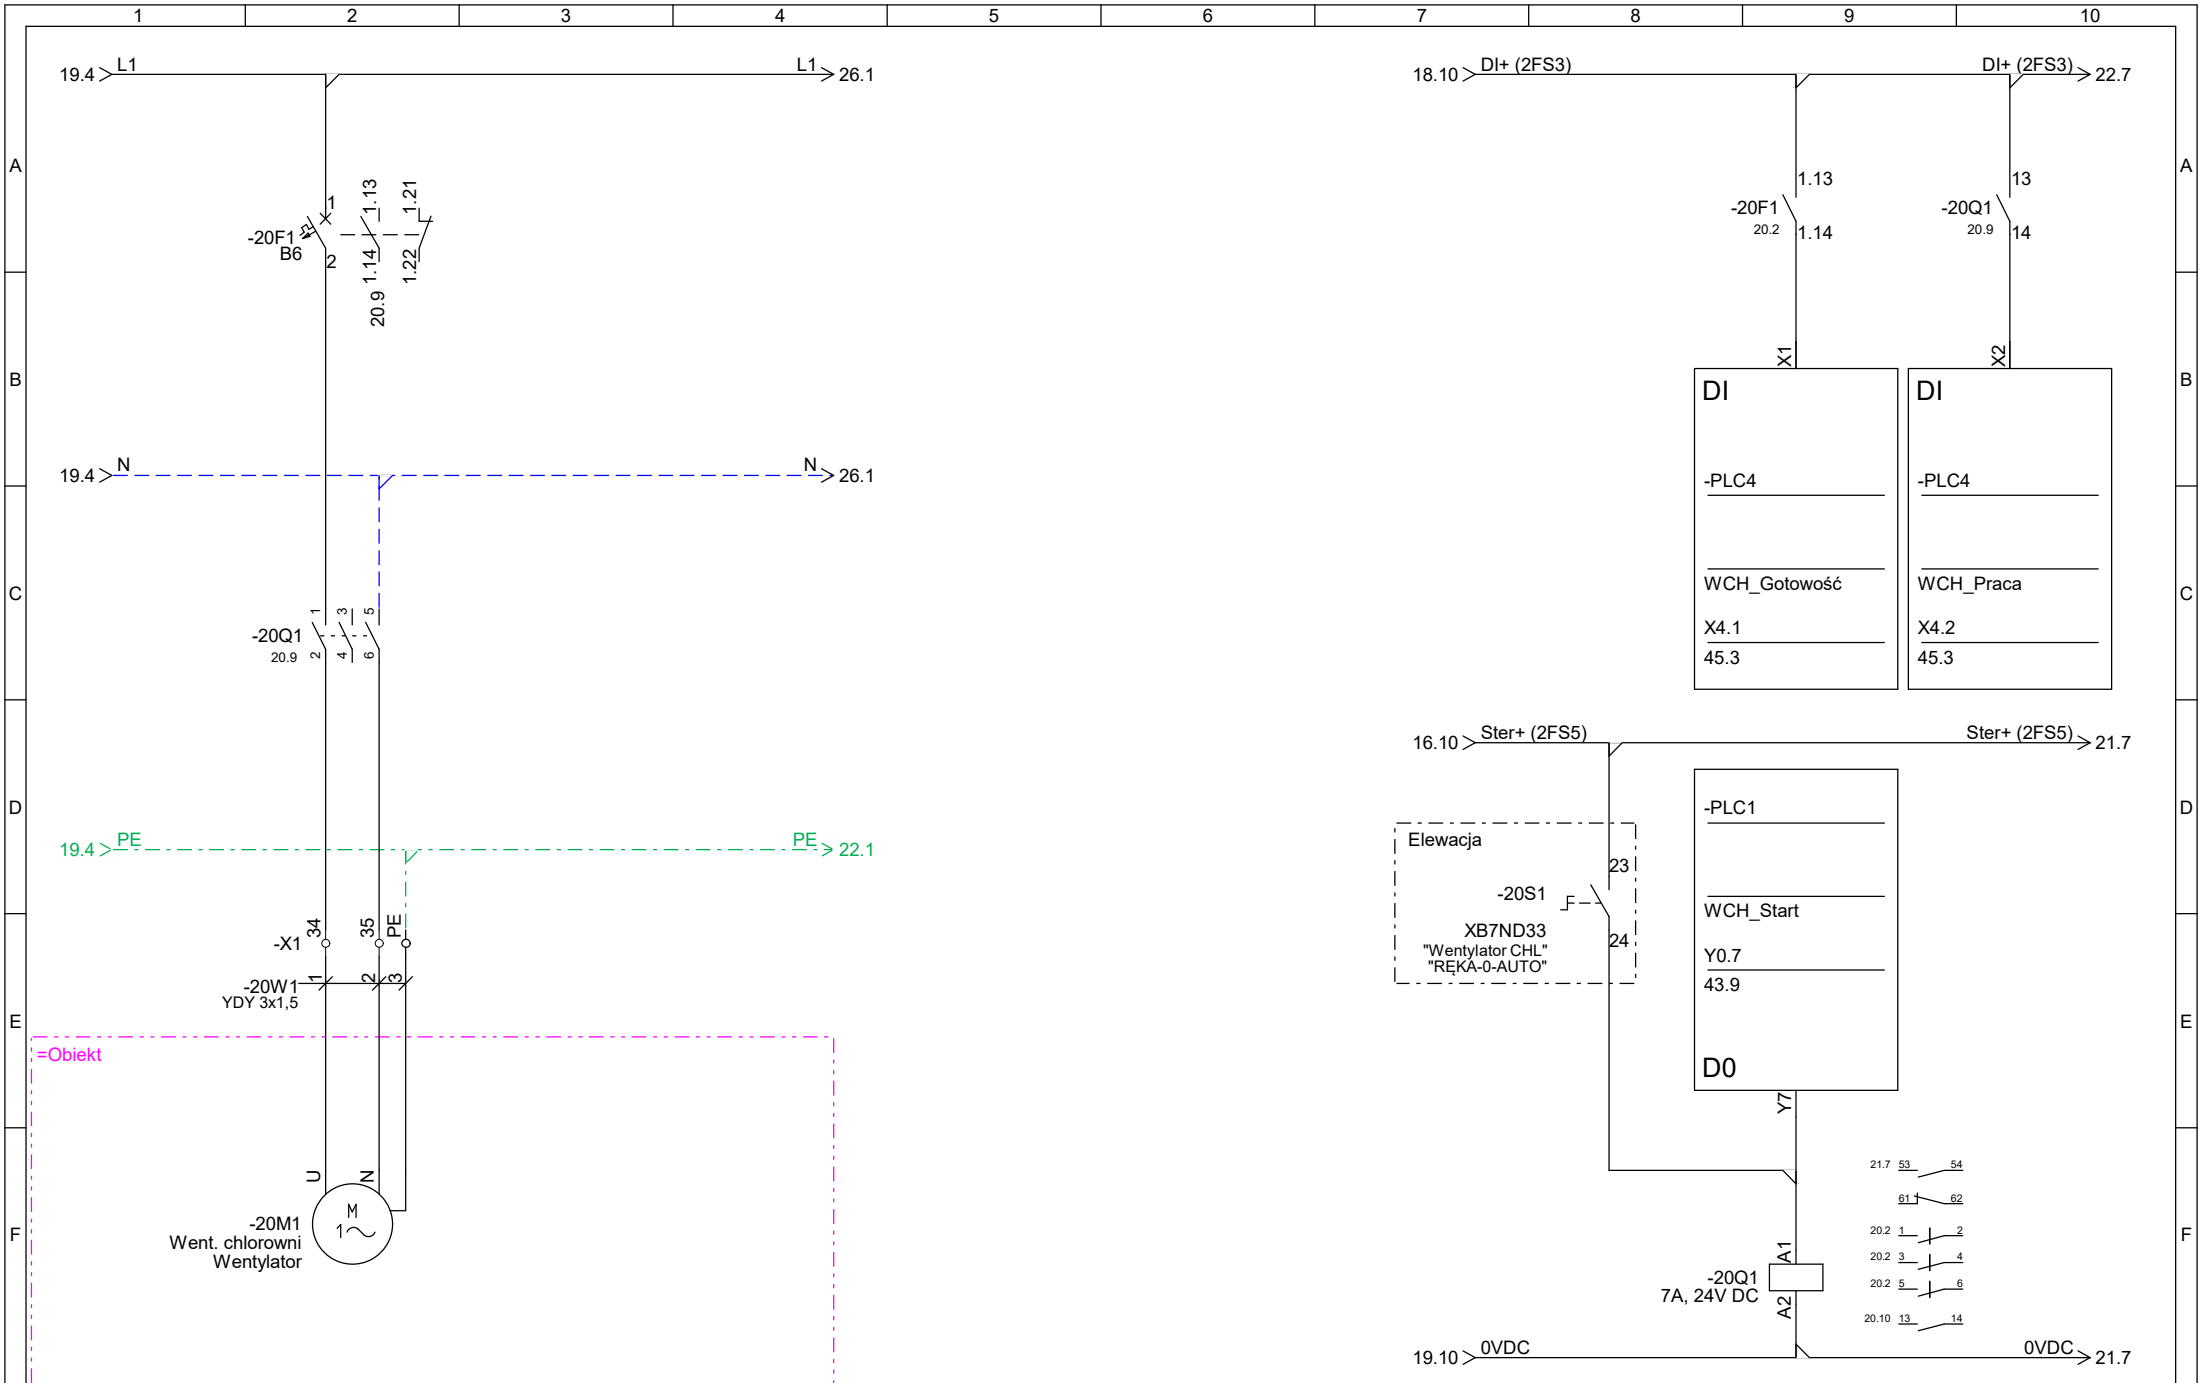 1 2 3 4 5 6 7 8 9 10
19.4 L1 L1 26.1
18.10 DI+ (2FS3) DI+ (2FS3) 22.7
A A
1 1.13 1.21
-20F1
B6
2 1.14 1.22
20.9
1.13
-20F1
20.2
1.14
13
-20Q1
20.9
14
B B
X1 X2
DI
-PLC4
WCH_Gotowość
X4.1
45.3
DI
-PLC4
WCH_Praca
X4.2
45.3
19.4 N N 26.1
C C
1 3 5
-20Q1
20.9
2 4 6
16.10 Ster+ (2FS5) Ster+ (2FS5) 21.7
D D
19.4 PE PE 22.1
Elewacja
23
-20S1
XB7ND33
24
"Wentylator CHL"
"RĘKA-0-AUTO"
-PLC1
WCH_Start
Y0.7
43.9
D0
Y7
34 35 PE
-X1
1 2 3
-20W1
YDY 3x1,5
E E
=Obiekt
U N
M
1
-20M1
Went. chlorowni
Wentylator
F F
21.7 53 54
61 62
20.2 1 2
20.2 3 4
20.2 5 6
20.10 13 14
A1
-20Q1
7A, 24V DC
A2
19.10 0VDC 0VDC 21.7